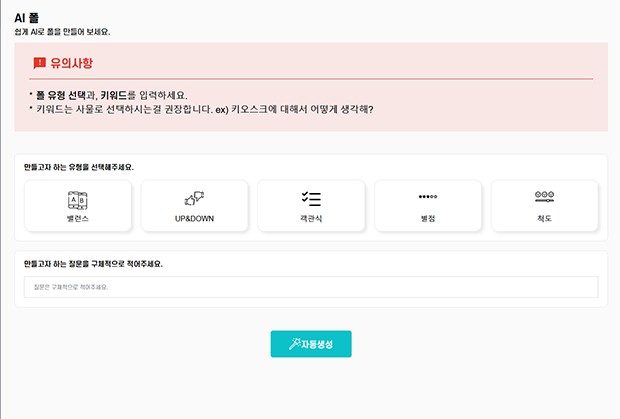 AI 폴
쉽게 AI로 폴을 만들어 보세요.
유의사항
* 폴 유형 선택과, 키워드를 입력하세요.
* 키워드는 사물로 선택하시는걸 권장합니다. ex) 키오스크에 대해서 어떻게 생각해?
만들고자 하는 유형을 선택해주세요.
A B
밸런스
UP&DOWN
객관식
별점
척도
만들고자 하는 질문을 구체적으로 적어주세요.
질문은 구체적으로 적어주세요.
자동생성